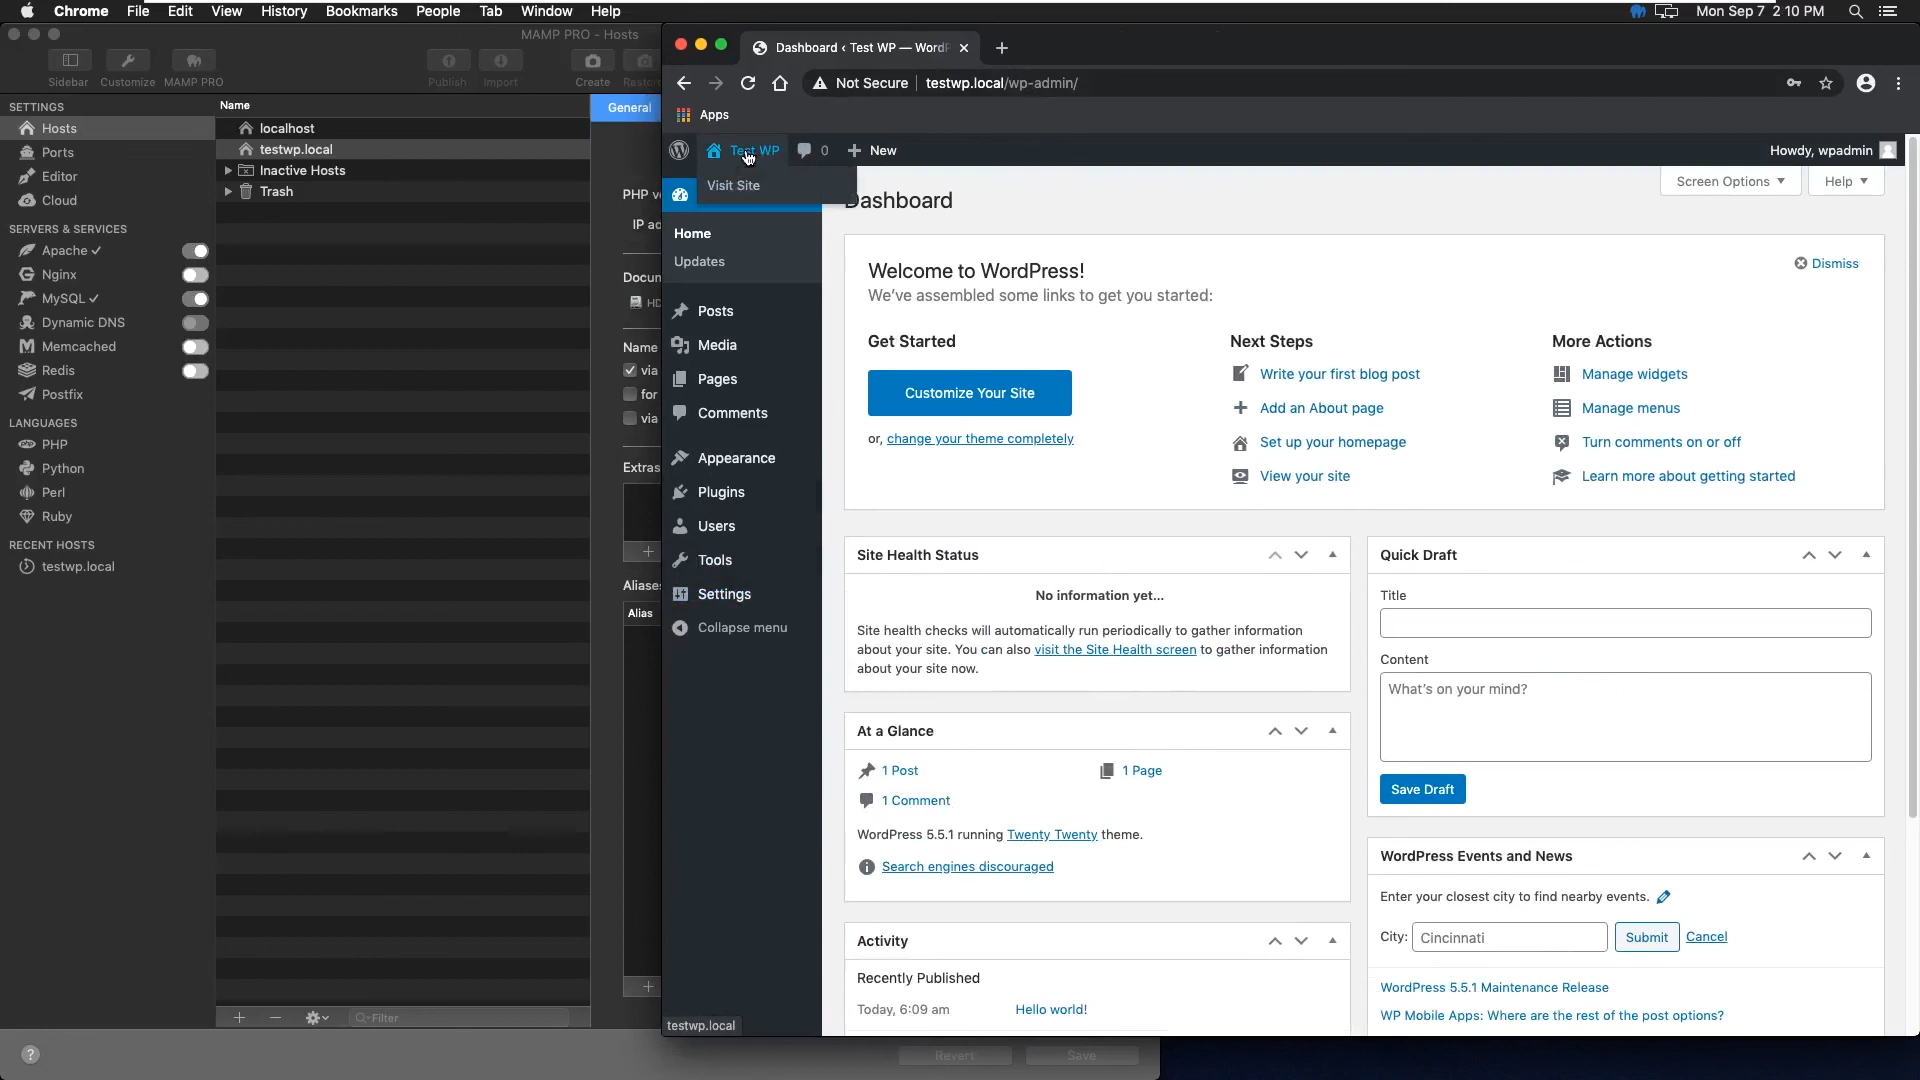 Chrome File Edit View History Bookmarks People Tab Window Help
Mon Sep 7 2:10 PM
MAMP PRO - Hosts
Sidebar Customize MAMP PRO Publish Import Create
Dashboard ‹ Test WP — Word
Not Secure testwp.local/wp-admin/
Apps
SETTINGS
Hosts
Ports
Editor
Cloud
SERVERS & SERVICES
Apache ✓
Nginx
MySQL ✓
Dynamic DNS
Memcached
Redis
Postfix
LANGUAGES
PHP
Python
Perl
Ruby
RECENT HOSTS
testwp.local
Name
localhost
testwp.local
Inactive Hosts
Trash
Filter
General
PHP
IP
Name
via
for
via
Extras
Alias
Revert Save
Test WP 0 New
Howdy, wpadmin
Visit Site
Home
Updates
Posts
Media
Pages
Comments
Appearance
Plugins
Users
Tools
Settings
Collapse menu
testwp.local
Screen Options Help
Dashboard
Welcome to WordPress!
Dismiss
We've assembled some links to get you started:
Get Started
Customize Your Site
or, change your theme completely
Next Steps
Write your first blog post
Add an About page
Set up your homepage
View your site
More Actions
Manage widgets
Manage menus
Turn comments on or off
Learn more about getting started
Site Health Status
No information yet...
Site health checks will automatically run periodically to gather information
about your site. You can also visit the Site Health screen to gather information
about your site now.
At a Glance
1 Post 1 Page
1 Comment
WordPress 5.5.1 running Twenty Twenty theme.
Search engines discouraged
Activity
Recently Published
Today, 6:09 am Hello world!
Quick Draft
Title
Content
What's on your mind?
Save Draft
WordPress Events and News
Enter your closest city to find nearby events.
City: Cincinnati Submit Cancel
WordPress 5.5.1 Maintenance Release
WP Mobile Apps: Where are the rest of the post options?